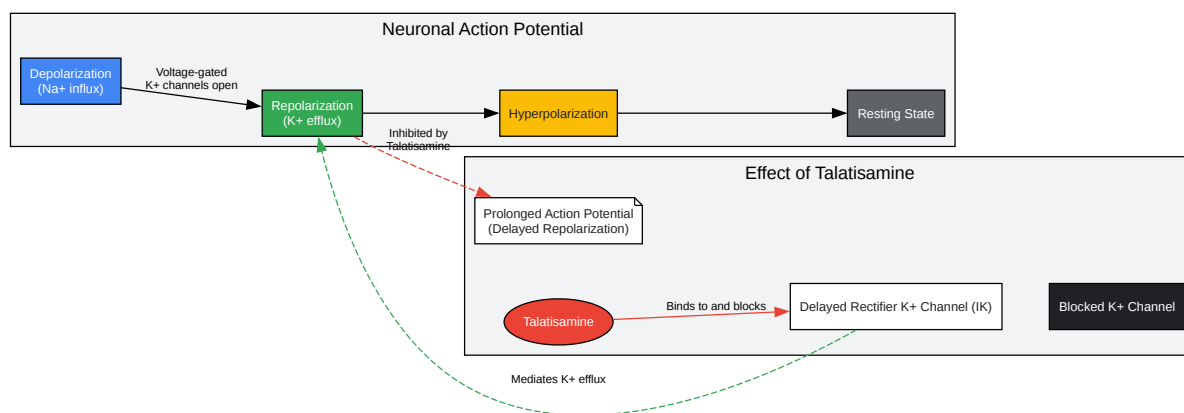 Neuronal Action Potential
Depolarization
(Na+ influx)
Voltage-gated
K+ channels open
Repolarization
(K+ efflux)
Hyperpolarization
Resting State
Inhibited by
Talatisamine
Effect of Talatisamine
Prolonged Action Potential
(Delayed Repolarization)
Talatisamine
Binds to and blocks
Delayed Rectifier K+ Channel (IK)
Blocked K+ Channel
Mediates K+ efflux